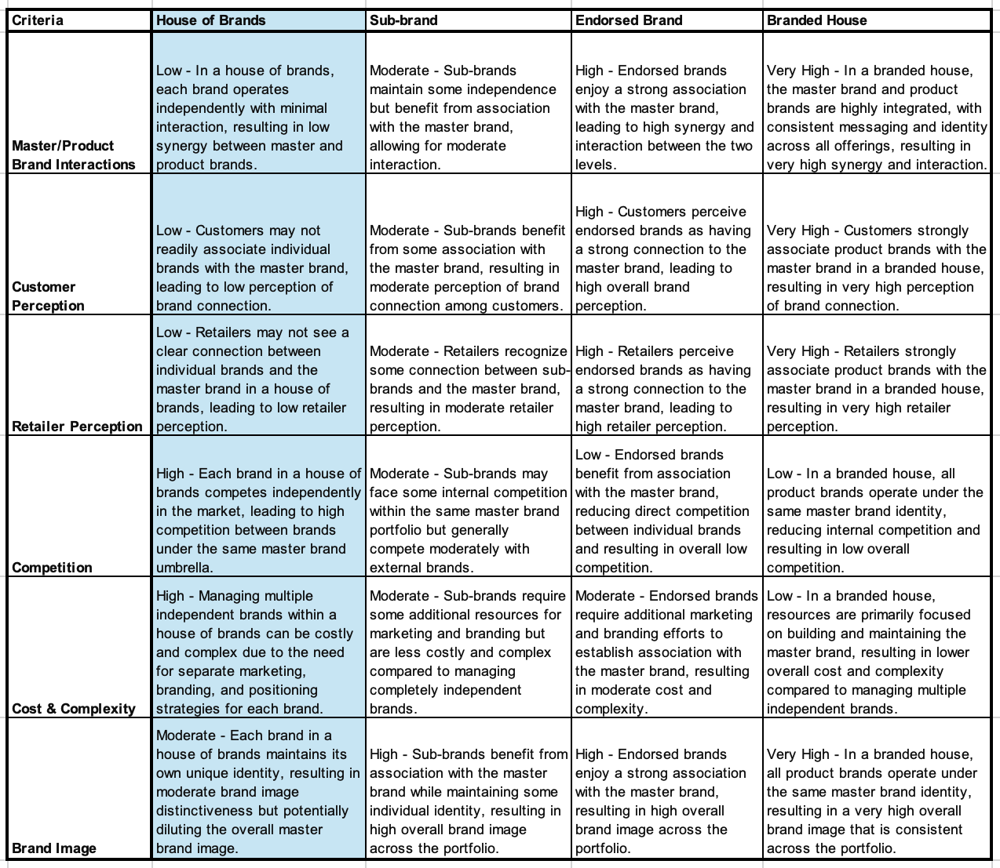 Criteria
House of Brands
Sub-brand
Endorsed Brand
Branded House
Master/Product
Brand Interactions
Low - In a house of brands,
each brand operates
independently with minimal
interaction, resulting in low
synergy between master and
product brands.
Moderate - Sub-brands
maintain some independence
but benefit from association
with the master brand,
allowing for moderate
interaction.
High - Endorsed brands
enjoy a strong association
with the master brand,
leading to high synergy and
interaction between the two
levels.
Very High - In a branded house,
the master brand and product
brands are highly integrated, with
consistent messaging and identity
across all offerings, resulting in
very high synergy and interaction.
Customer
Perception
Low - Customers may not
readily associate individual
brands with the master brand,
leading to low perception of
brand connection.
Moderate - Sub-brands benefit
from some association with
the master brand, resulting in
moderate perception of brand
connection among customers.
High - Customers perceive
endorsed brands as having
a strong connection to the
master brand, leading to
high overall brand
perception.
Very High - Customers strongly
associate product brands with the
master brand in a branded house,
resulting in very high perception
of brand connection.
Retailer Perception
Low - Retailers may not see a
clear connection between
individual brands and the
master brand in a house of
brands, leading to low retailer
perception.
Moderate - Retailers recognize
some connection between sub-
brands and the master brand,
resulting in moderate retailer
perception.
High - Retailers perceive
endorsed brands as having
a strong connection to the
master brand, leading to
high retailer perception.
Very High - Retailers strongly
associate product brands with the
master brand in a branded house,
resulting in very high retailer
perception.
Competition
High - Each brand in a house of
brands competes independently
in the market, leading to high
competition between brands
under the same master brand
umbrella.
Moderate - Sub-brands may
face some internal competition
within the same master brand
portfolio but generally
compete moderately with
external brands.
Low - Endorsed brands
benefit from association
with the master brand,
reducing direct competition
between individual brands
and resulting in overall low
competition.
Low - In a branded house, all
product brands operate under the
same master brand identity,
reducing internal competition and
resulting in low overall
competition.
Cost & Complexity
High - Managing multiple
independent brands within a
house of brands can be costly
and complex due to the need
for separate marketing,
branding, and positioning
strategies for each brand.
Moderate - Sub-brands require
some additional resources for
marketing and branding but
are less costly and complex
compared to managing
completely independent
brands.
Moderate - Endorsed brands
require additional marketing
and branding efforts to
establish association with
the master brand, resulting
in moderate cost and
complexity.
Low - In a branded house,
resources are primarily focused
on building and maintaining the
master brand, resulting in lower
overall cost and complexity
compared to managing multiple
independent brands.
Brand Image
Moderate - Each brand in a
house of brands maintains its
own unique identity, resulting in
moderate brand image
distinctiveness but potentially
diluting the overall master
brand image.
High - Sub-brands benefit from
association with the master
brand while maintaining some
individual identity, resulting in
high overall brand image
across the portfolio.
High - Endorsed brands
enjoy a strong association
with the master brand,
resulting in high overall
brand image across the
portfolio.
Very High - In a branded house,
all product brands operate under
the same master brand identity,
resulting in a very high overall
brand image that is consistent
across the portfolio.